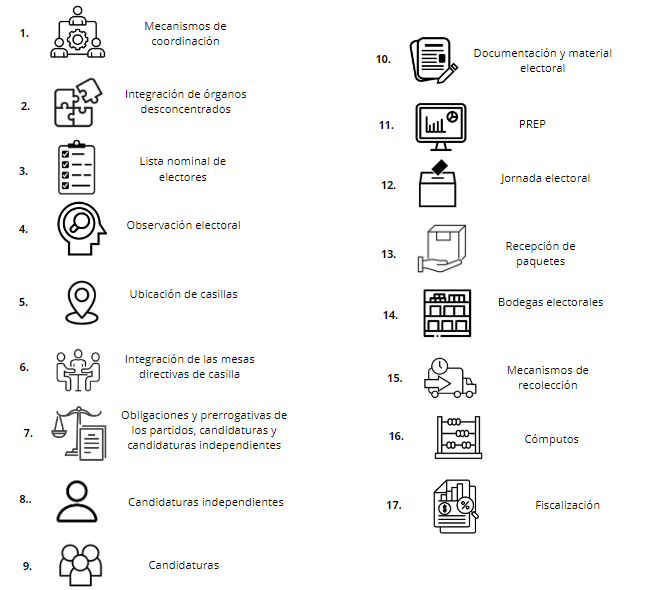 1.
Mecanismos de
coordinación
2.
Integración de órganos
desconcentrados
3.
Lista nominal de
electores
4.
Observación electoral
5.
Ubicación de casillas
6.
Integración de las mesas
directivas de casilla
7.
Obligaciones y prerrogativas de
los partidos, candidaturas y
candidaturas independientes
8..
Candidaturas independientes
9.
Candidaturas
10.
Documentación y material
electoral
11.
PREP
12.
Jornada electoral
13.
Recepción de
paquetes
14.
Bodegas electorales
15.
Mecanismos de
recolección
16.
Cómputos
17.
$
%
Fiscalización